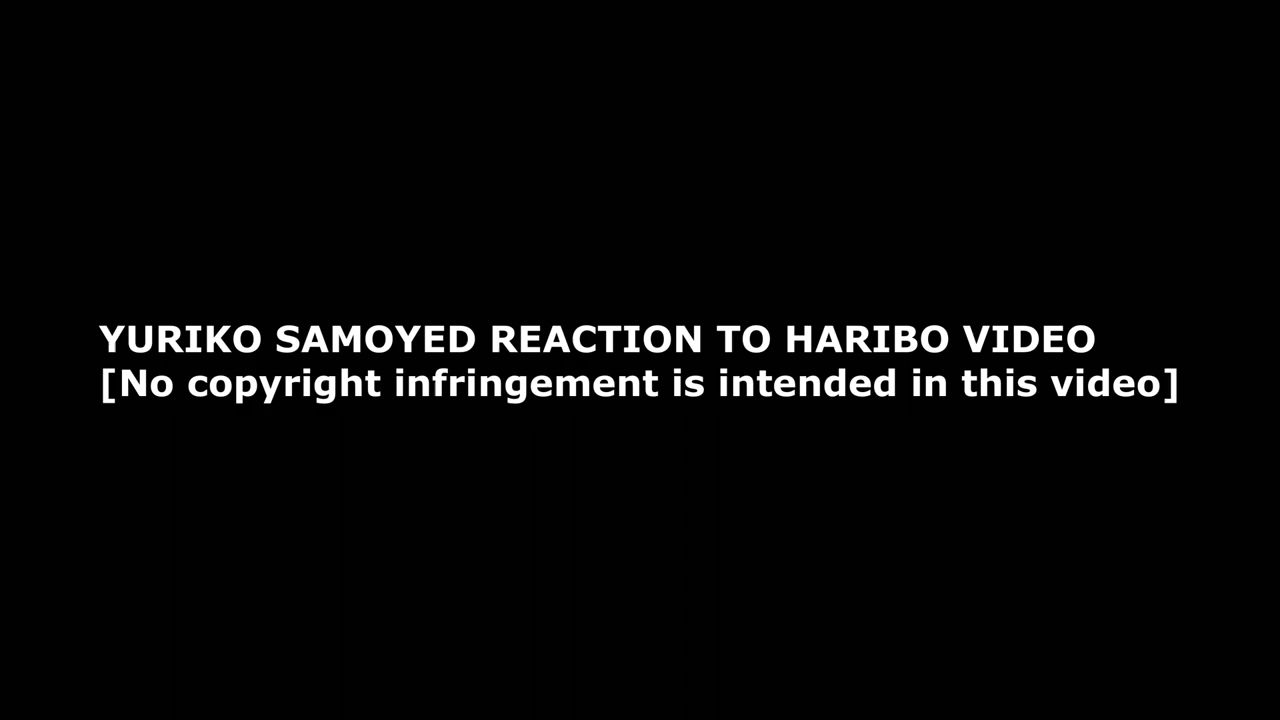 YURIKO SAMOYED REACTION TO HARIBO VIDEO
[No copyright infringement is intended in this video]